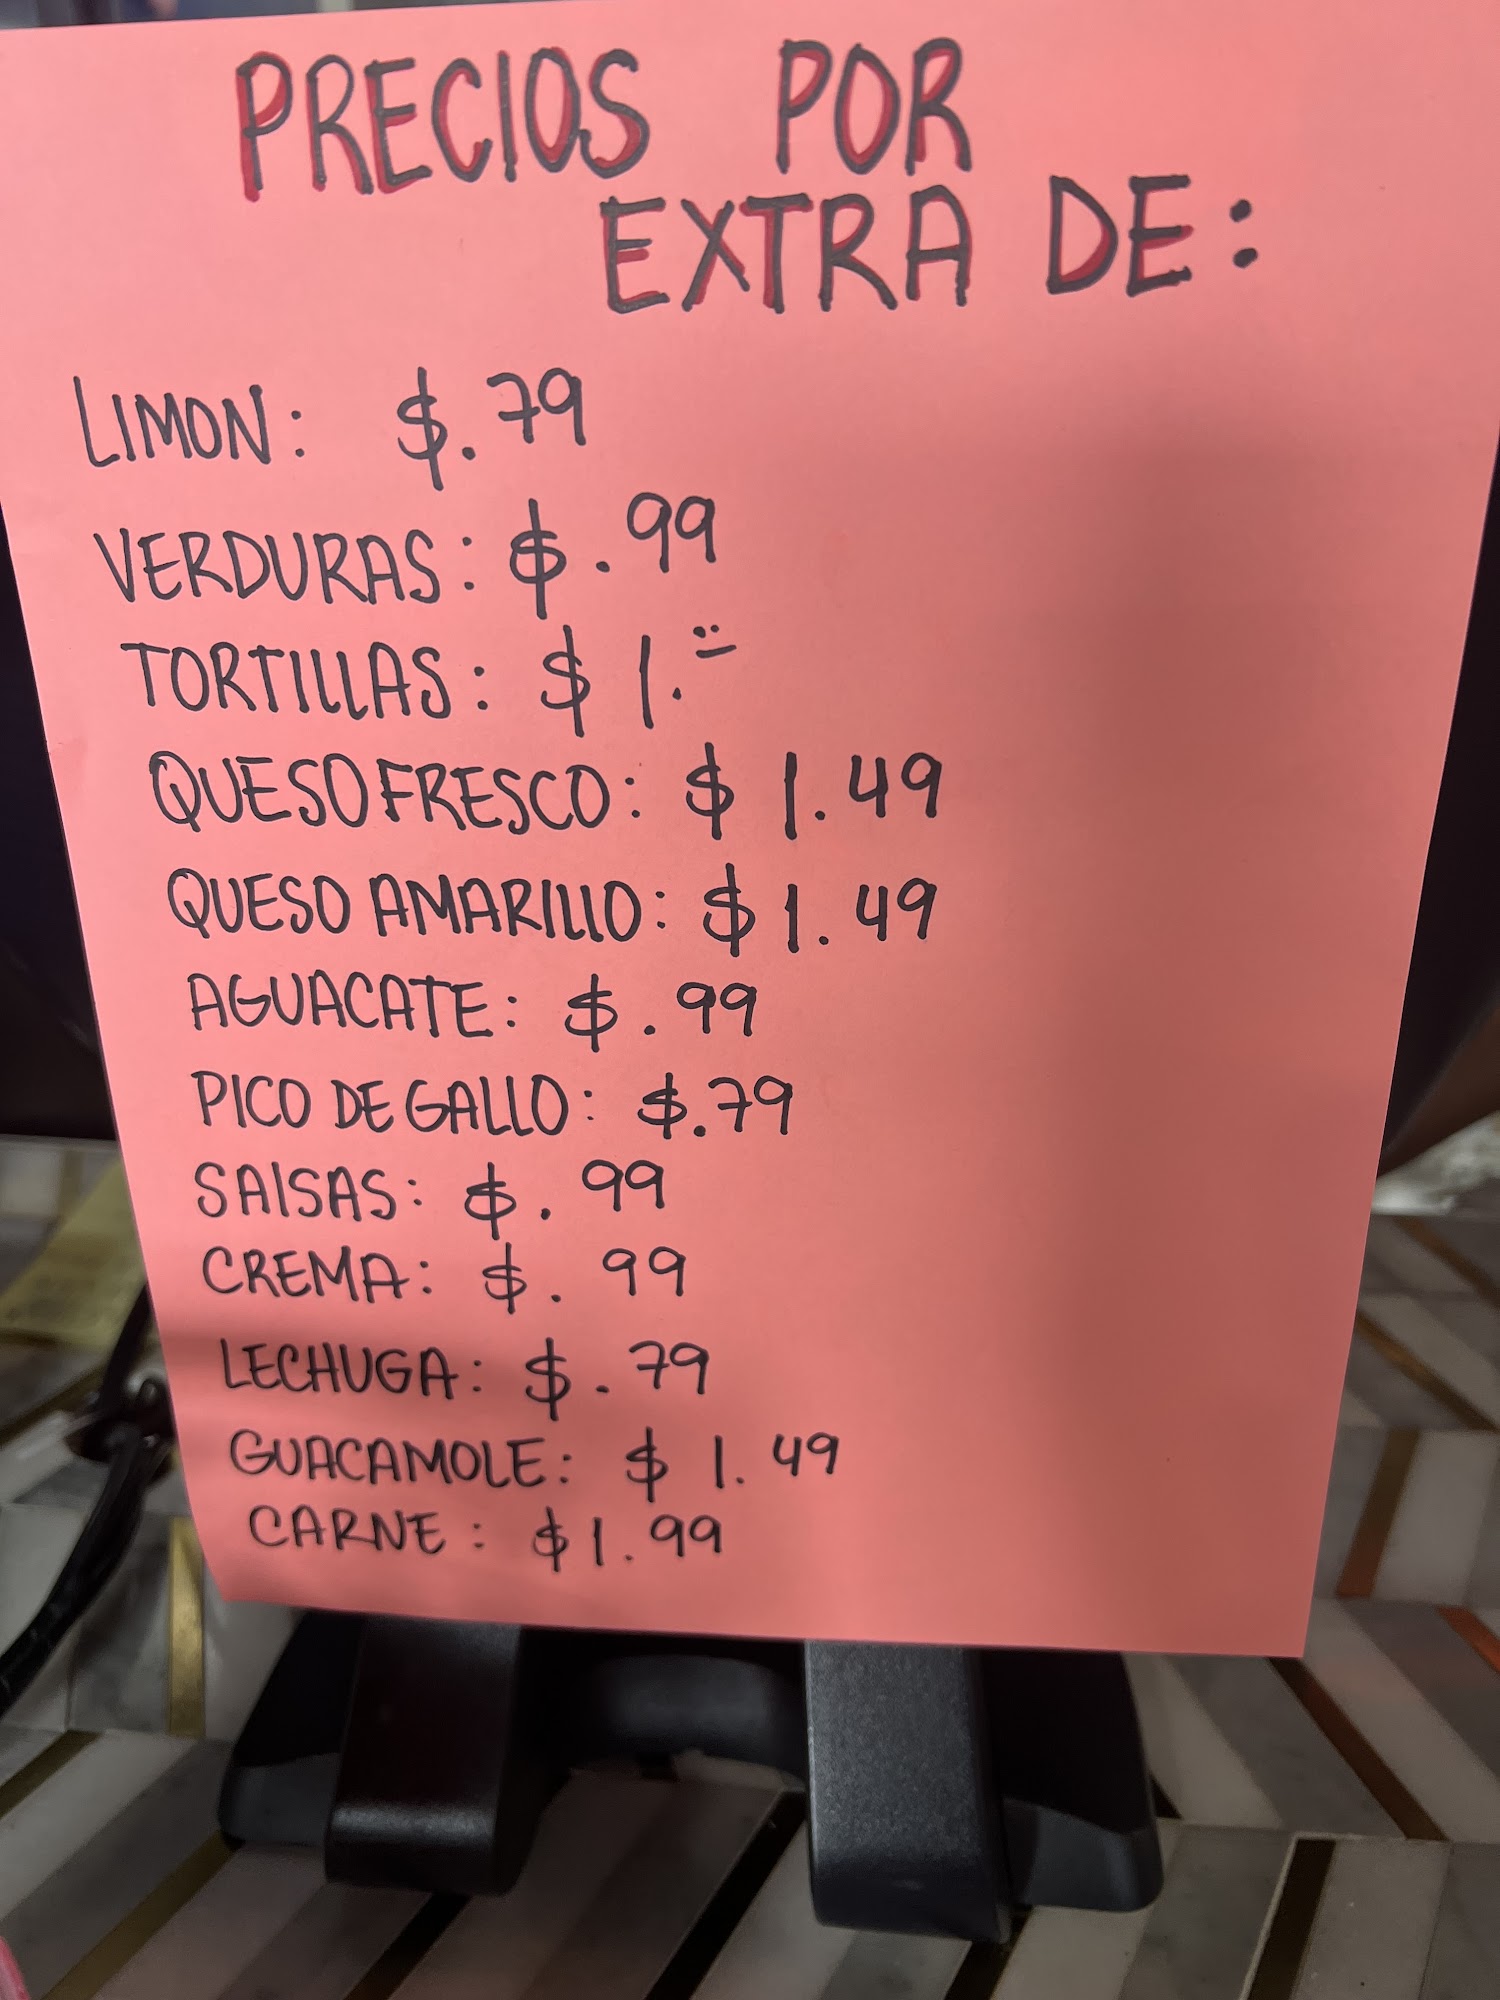 PRECIOS POR
EXTRA DE:
LIMON: $.79
VERDURAS: $.99
TORTILLAS: $1.
QUESO FRESCO: $1.49
QUESO AMARILLO: $1.49
AGUACATE: $.99
PICO DE GALLO: $.79
SALSAS: $.99
CREMA: $.99
LECHUGA: $.79
GUACAMOLE: $1.49
CARNE: $1.99